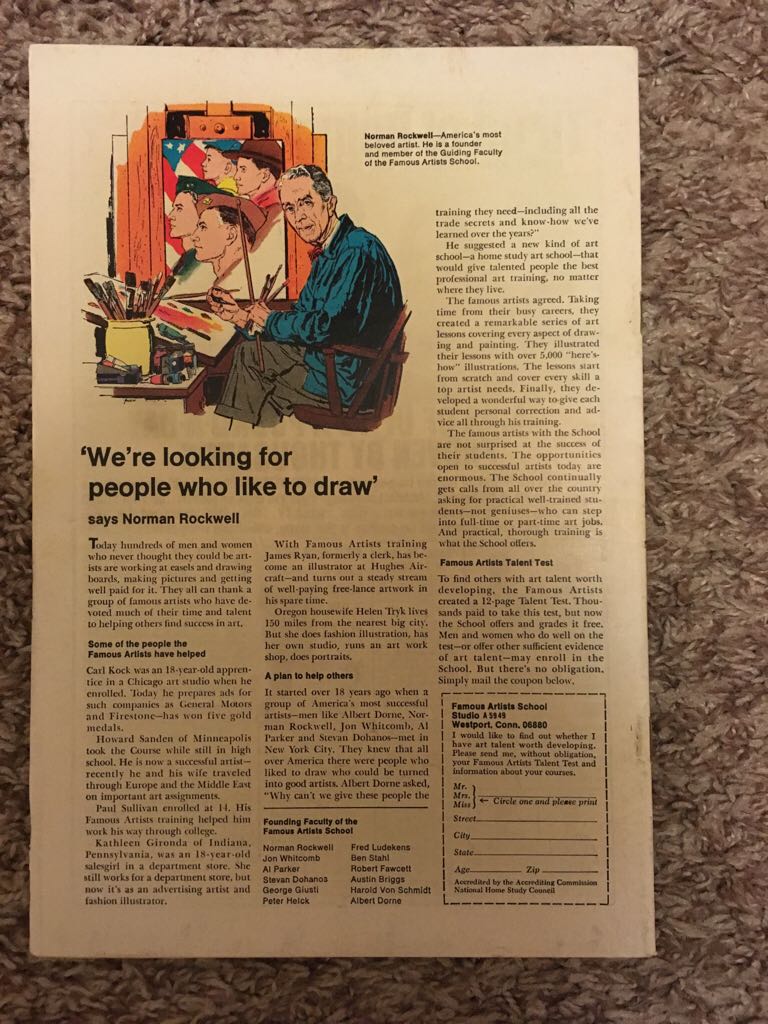 Norman Rockwell—America's most
beloved artist. He is a founder
and member of the Guiding Faculty
of the Famous Artists School.
'We're looking for
people who like to draw'
says Norman Rockwell
Today hundreds of men and women
who never thought they could be art-
ists are working at easels and drawing
boards, making pictures and getting
well paid for it. They all can thank a
group of famous artists who have de-
voted much of their time and talent
to helping others find success in art.
Some of the people the
Famous Artists have helped
Carl Kock was an 18-year-old appren-
tice in a Chicago art studio when he
enrolled. Today he prepares ads for
such companies as General Motors
and Firestone—has won five gold
medals.
Howard Sanden of Minneapolis
took the Course while still in high
school. He is now a successful artist—
recently he and his wife traveled
through Europe and the Middle East
on important art assignments.
Paul Sullivan enrolled at 14. His
Famous Artists training helped him
work his way through college.
Kathleen Gironda of Indiana,
Pennsylvania, was an 18-year-old
salesgirl in a department store. She
still works for a department store, but
now it's as an advertising artist and
fashion illustrator.
With Famous Artists training
James Ryan, formerly a clerk, has be-
come an illustrator at Hughes Air-
craft—and turns out a steady stream
of well-paying free-lance artwork in
his spare time.
Oregon housewife Helen Tryk lives
150 miles from the nearest big city.
But she does fashion illustration, has
her own studio, runs an art work
shop, does portraits.
A plan to help others
It started over 18 years ago when a
group of America's most successful
artists—men like Albert Dorne, Nor-
man Rockwell, Jon Whitcomb, Al
Parker and Stevan Dohanos—met in
New York City. They knew that all
over America there were people who
liked to draw who could be turned
into good artists. Albert Dorne asked,
"Why can't we give these people the
training they need—including all the
trade secrets and know-how we've
learned over the years?"
He suggested a new kind of art
school—a home study art school—that
would give talented people the best
professional art training, no matter
where they live.
The famous artists agreed. Taking
time from their busy careers, they
created a remarkable series of art
lessons covering every aspect of draw-
ing and painting. They illustrated
their lessons with over 5,000 "here's-
how" illustrations. The lessons start
from scratch and cover every skill a
top artist needs. Finally, they de-
veloped a wonderful way to give each
student personal correction and ad-
vice all through his training.
The famous artists with the School
are not surprised at the success of
their students. The opportunities
open to successful artists today are
enormous. The School continually
gets calls from all over the country
asking for practical well-trained stu-
dents—not geniuses—who can step
into full-time or part-time art jobs.
And practical, thorough training is
what the School offers.
Famous Artists Talent Test
To find others with art talent worth
developing, the Famous Artists
created a 12-page Talent Test. Thou-
sands paid to take this test, but now
the School offers and grades it free.
Men and women who do well on the
test—or offer other sufficient evidence
of art talent—may enroll in the
School. But there's no obligation.
Simply mail the coupon below.
Founding Faculty of the
Famous Artists School
Norman Rockwell
Jon Whitcomb
Al Parker
Stevan Dohanos
George Giusti
Peter Helck
Fred Ludekens
Ben Stahl
Robert Fawcett
Austin Briggs
Harold Von Schmidt
Albert Dorne
Famous Artists School
Studio A5949
Westport, Conn. 06880
I would like to find out whether I
have art talent worth developing.
Please send me, without obligation,
your Famous Artists Talent Test and
information about your courses.
Mr.
Mrs.
Miss
← Circle one and please print
Street
City
State
Age Zip
Accredited by the Accrediting Commission
National Home Study Council